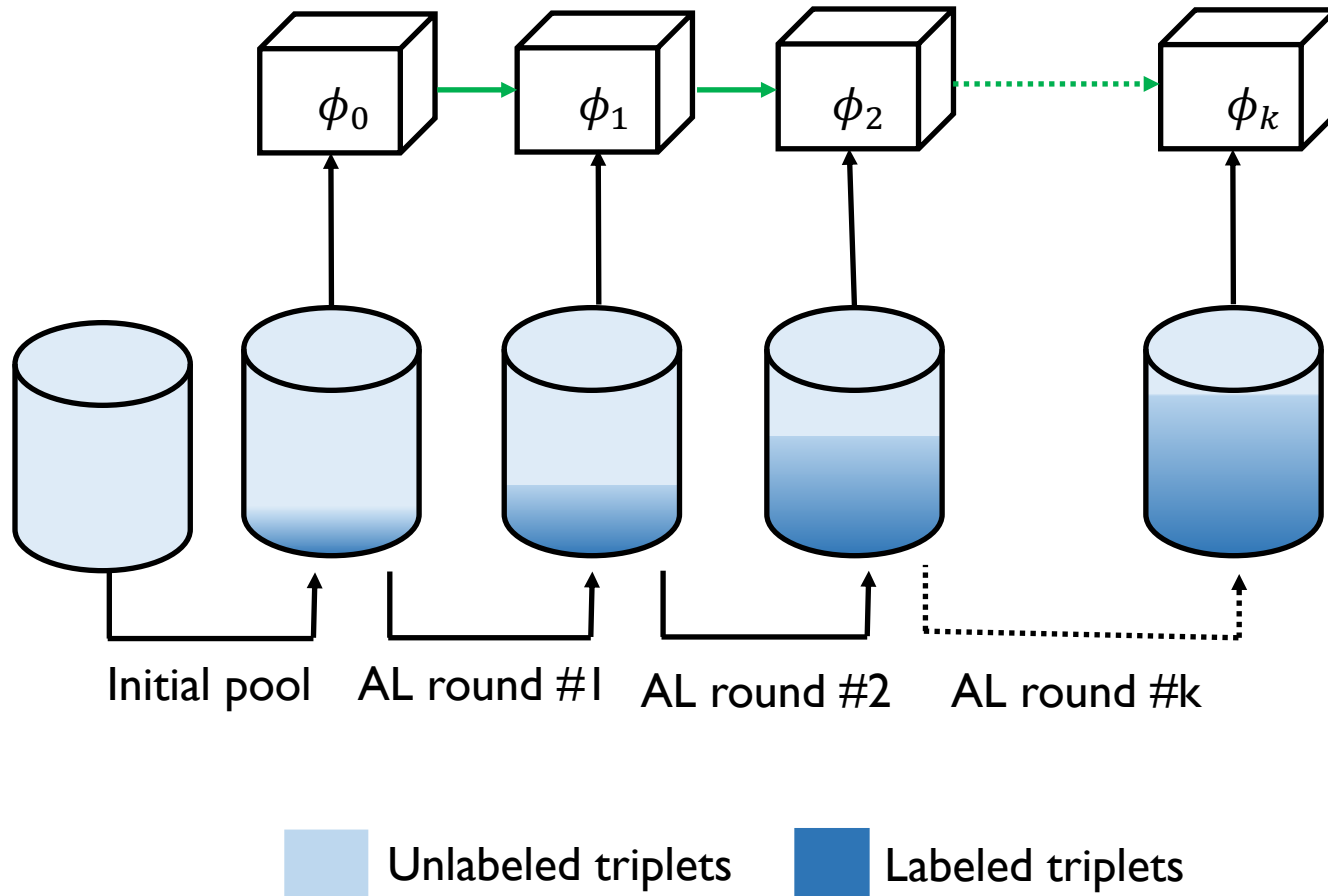 ϕ₀ ϕ₁ ϕ₂ ϕₖ
Initial pool AL round #1 AL round #2 AL round #k
Unlabeled triplets Labeled triplets